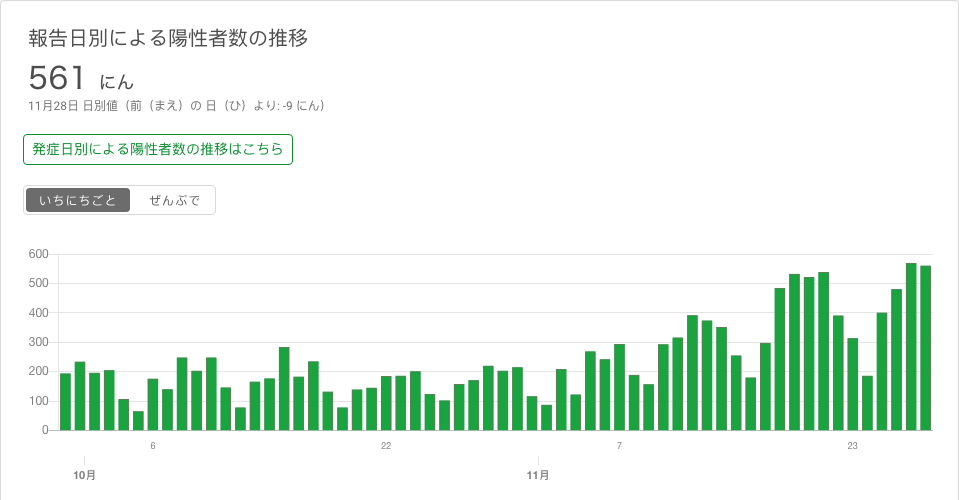 報告日別による陽性者数の推移
561 にん
11月28日 日別値（前（まえ）の 日（ひ）より: -9 にん）
発症日別による陽性者数の推移はこちら
いちにちごと ぜんぶで
600
500
400
300
200
100
0
6 22 7 23
10月 11月